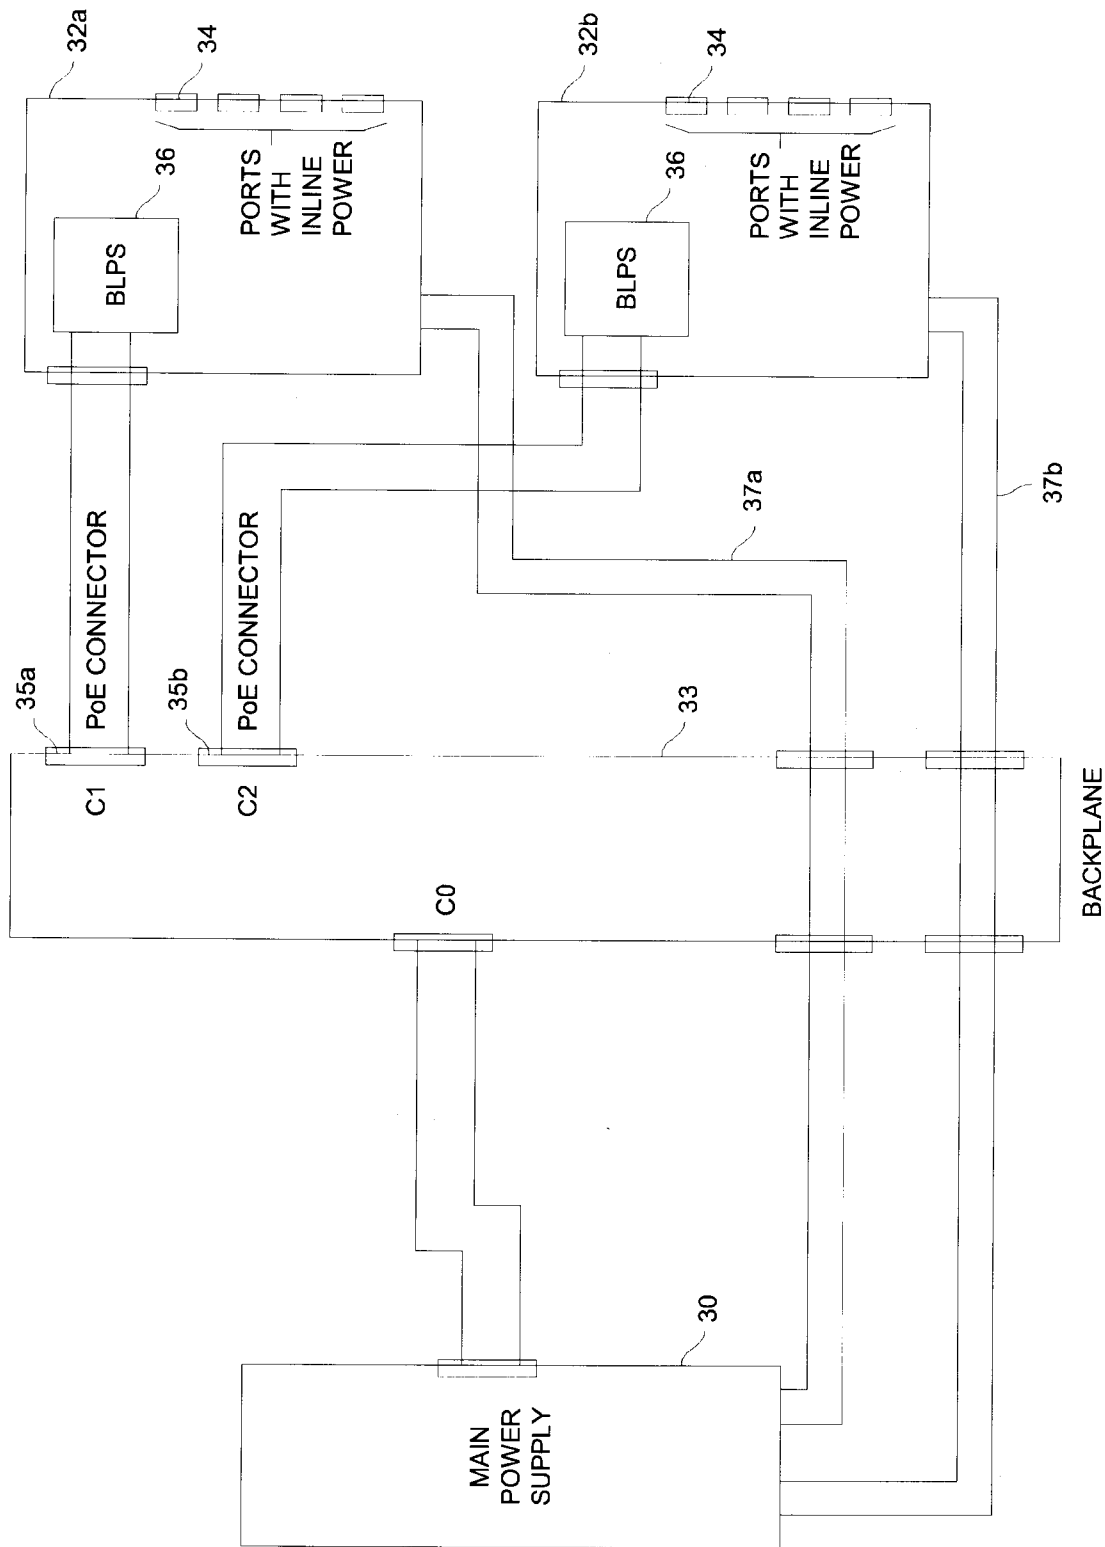 32a
34
36
BLPS
PORTS
WITH
INLINE
POWER
32b
34
36
BLPS
PORTS
WITH
INLINE
POWER
35a
PoE CONNECTOR
C1
35b
PoE CONNECTOR
C2
37a
37b
33
C0
BACKPLANE
30
MAIN
POWER
SUPPLY